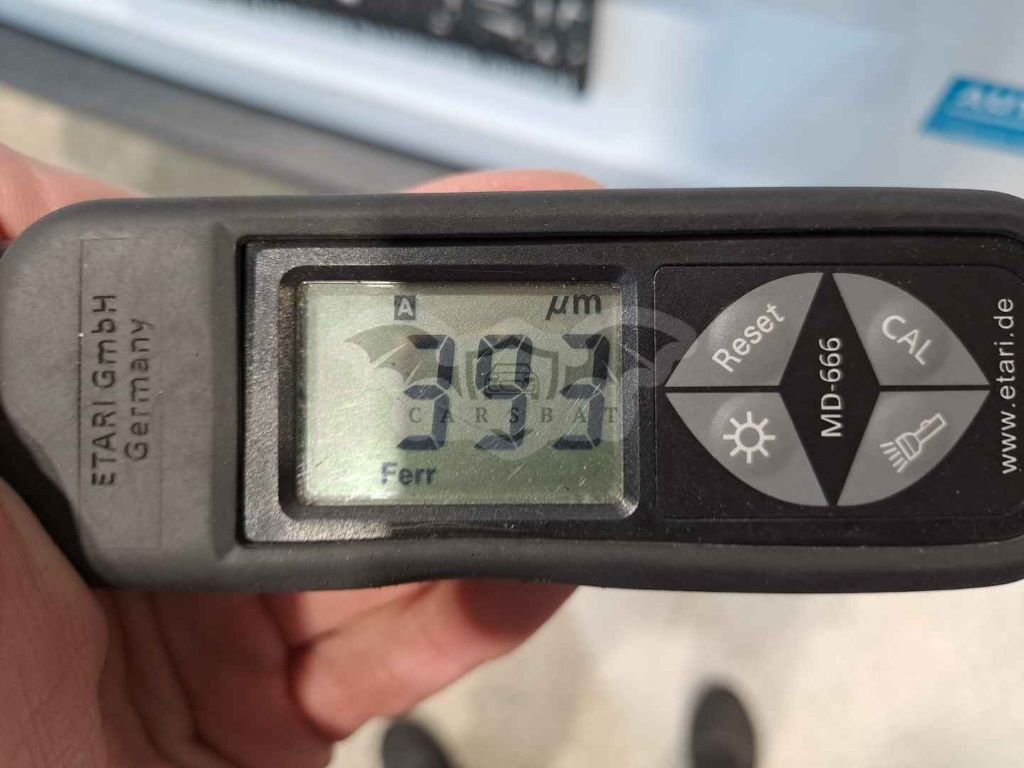 ETARI GmbH
Germany
A
µm
393
Ferr
CARSBAT
Reset
CAL
MD-666
www.etari.de